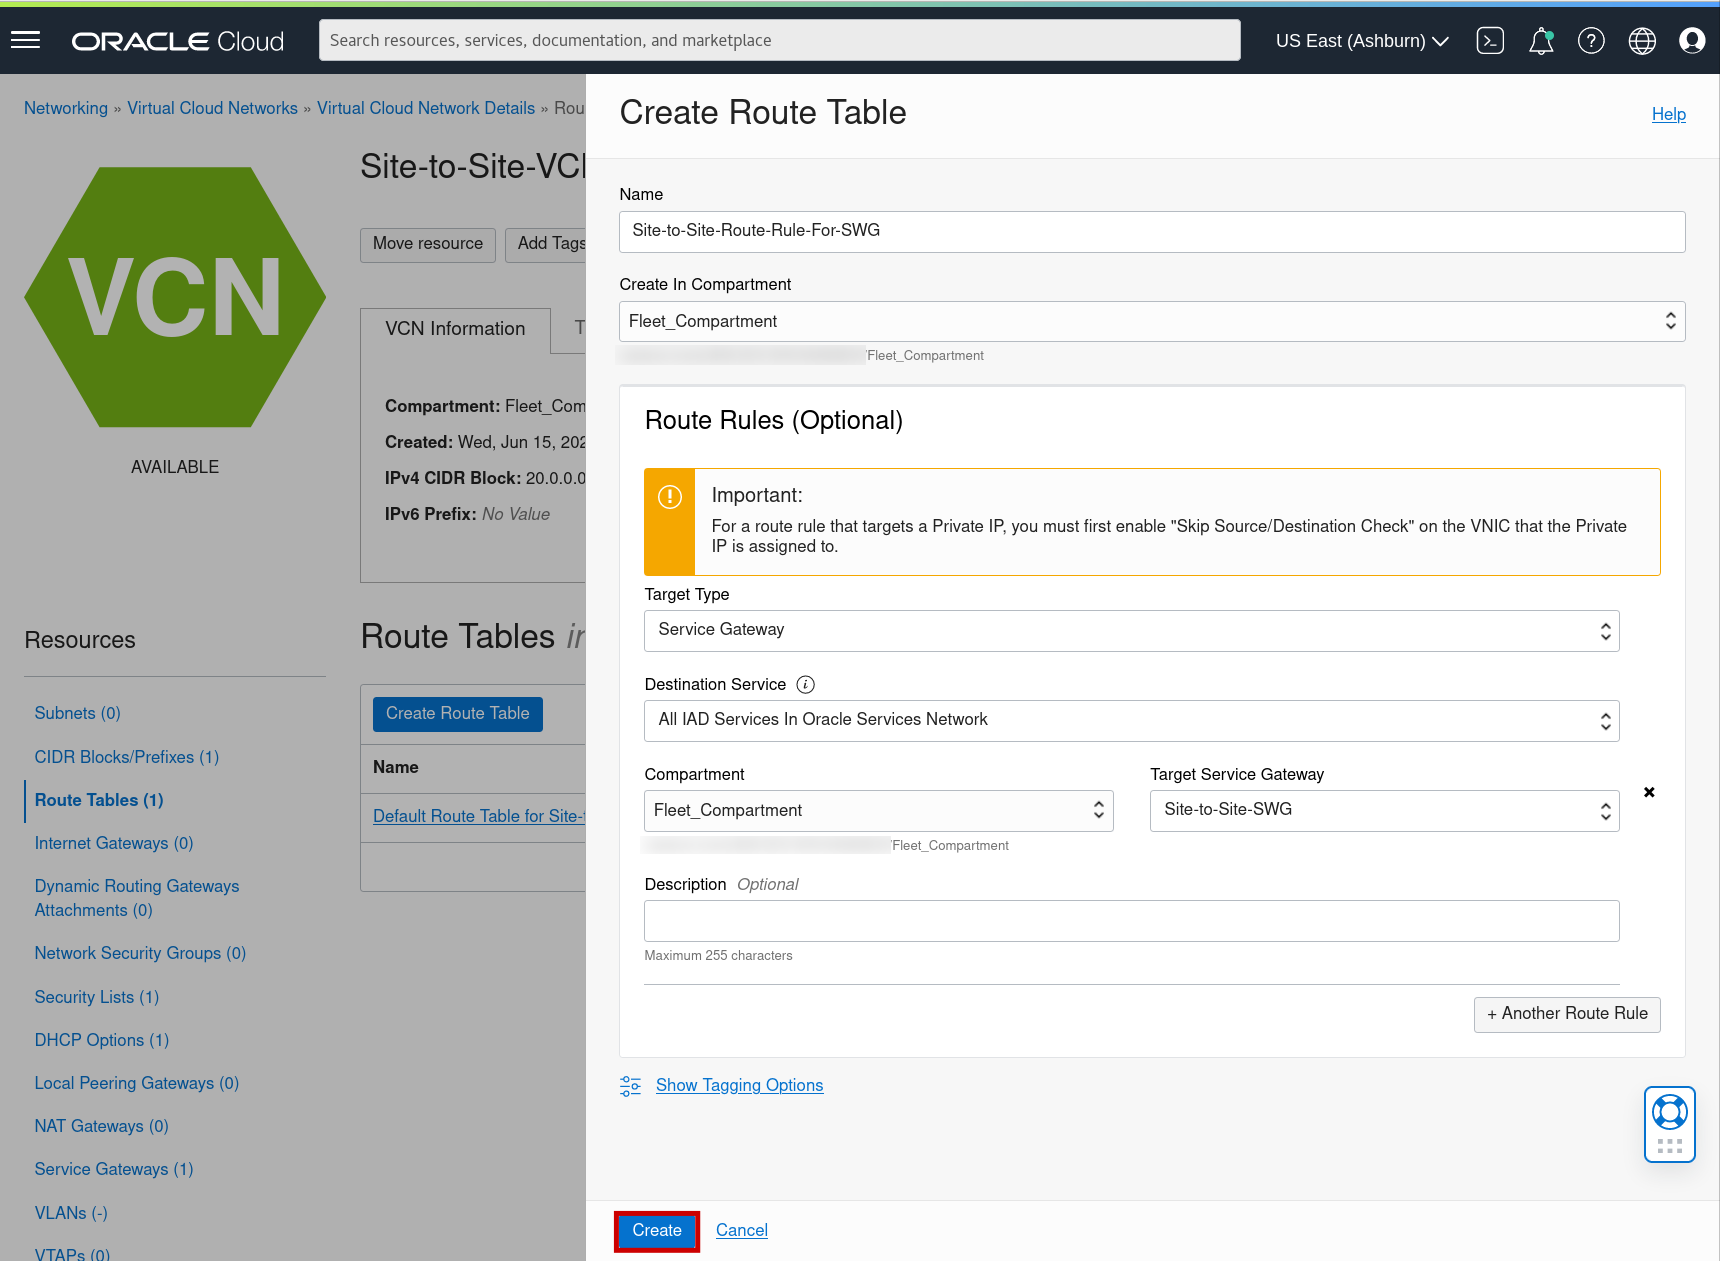 ORACLE Cloud
Search resources, services, documentation, and marketplace
US East (Ashburn)
Networking » Virtual Cloud Networks » Virtual Cloud Network Details » Rou
VCN
AVAILABLE
Site-to-Site-VC
Move resource
Add Tags
VCN Information
T
Compartment: Fleet_Com
Created: Wed, Jun 15, 202
IPv4 CIDR Block: 20.0.0.0
IPv6 Prefix: No Value
Resources
Subnets (0)
CIDR Blocks/Prefixes (1)
Route Tables (1)
Internet Gateways (0)
Dynamic Routing Gateways
Attachments (0)
Network Security Groups (0)
Security Lists (1)
DHCP Options (1)
Local Peering Gateways (0)
NAT Gateways (0)
Service Gateways (1)
VLANs (-)
VTAPs (0)
Route Tables in
Create Route Table
Name
Default Route Table for Site-t
Create Route Table
Help
Name
Site-to-Site-Route-Rule-For-SWG
Create In Compartment
Fleet_Compartment
/Fleet_Compartment
Route Rules (Optional)
Important:
For a route rule that targets a Private IP, you must first enable "Skip Source/Destination Check" on the VNIC that the Private
IP is assigned to.
Target Type
Service Gateway
Destination Service
All IAD Services In Oracle Services Network
Compartment
Fleet_Compartment
/Fleet_Compartment
Target Service Gateway
Site-to-Site-SWG
Description Optional
Maximum 255 characters
+ Another Route Rule
Show Tagging Options
Create
Cancel